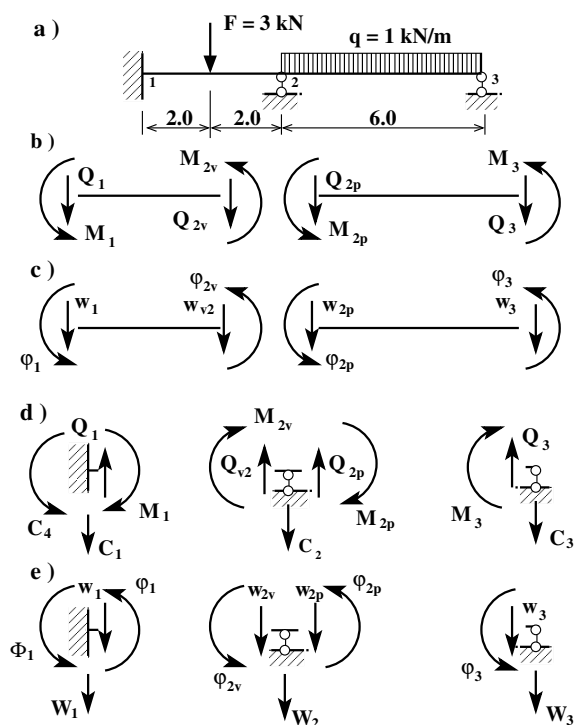 a )
F = 3 kN
q = 1 kN/m
1 2 3
2.0 2.0 6.0
b )
M 2v M 3
Q 1 Q 2p
Q 2v Q 3
M 1 M 2p
c )
φ 2v φ 3
w 1 w v2 w 2p w 3
φ 1 φ 2p
d )
M 2v
Q 1 Q 3
Q v2 Q 2p
C 4 M 1 M 2p M 3
C 1 C 2 C 3
e )
w 1 φ 1 w 2v w 2p φ 2p
w 3
Φ 1 φ 2v φ 3
W 1 W 2 W 3